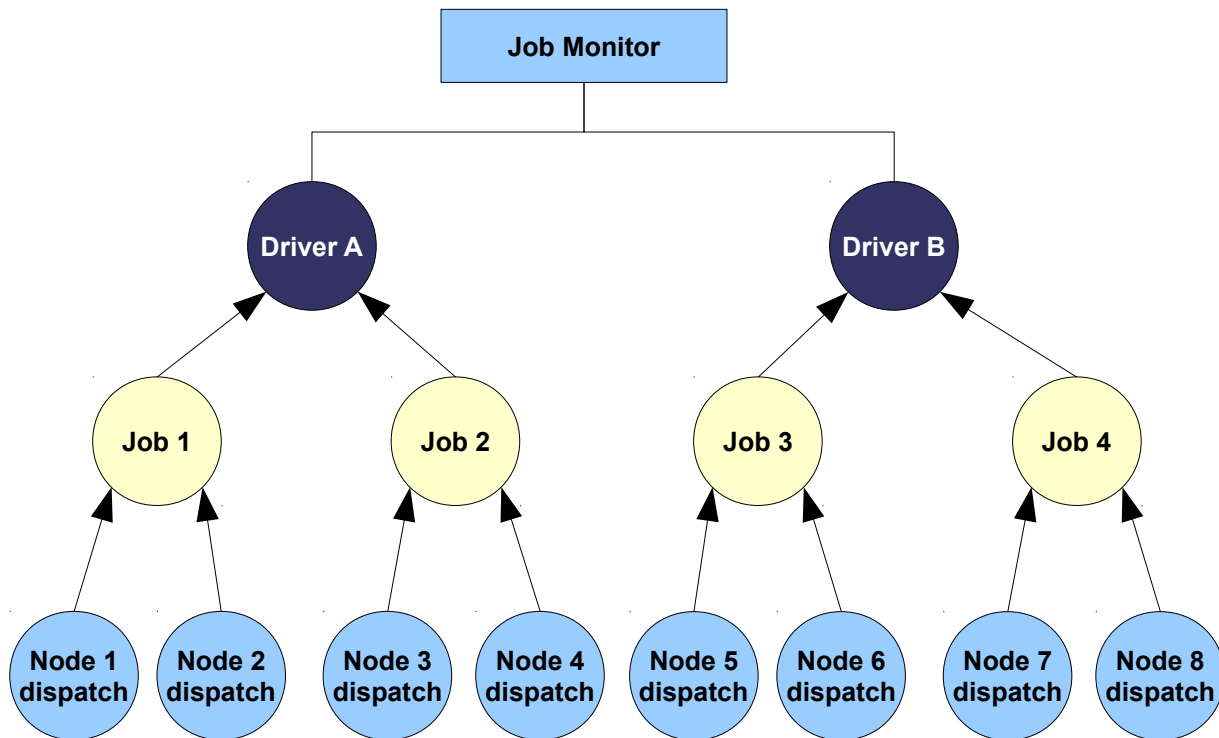 Job Monitor
Driver A
Driver B
Job 1
Job 2
Job 3
Job 4
Node 1
dispatch
Node 2
dispatch
Node 3
dispatch
Node 4
dispatch
Node 5
dispatch
Node 6
dispatch
Node 7
dispatch
Node 8
dispatch